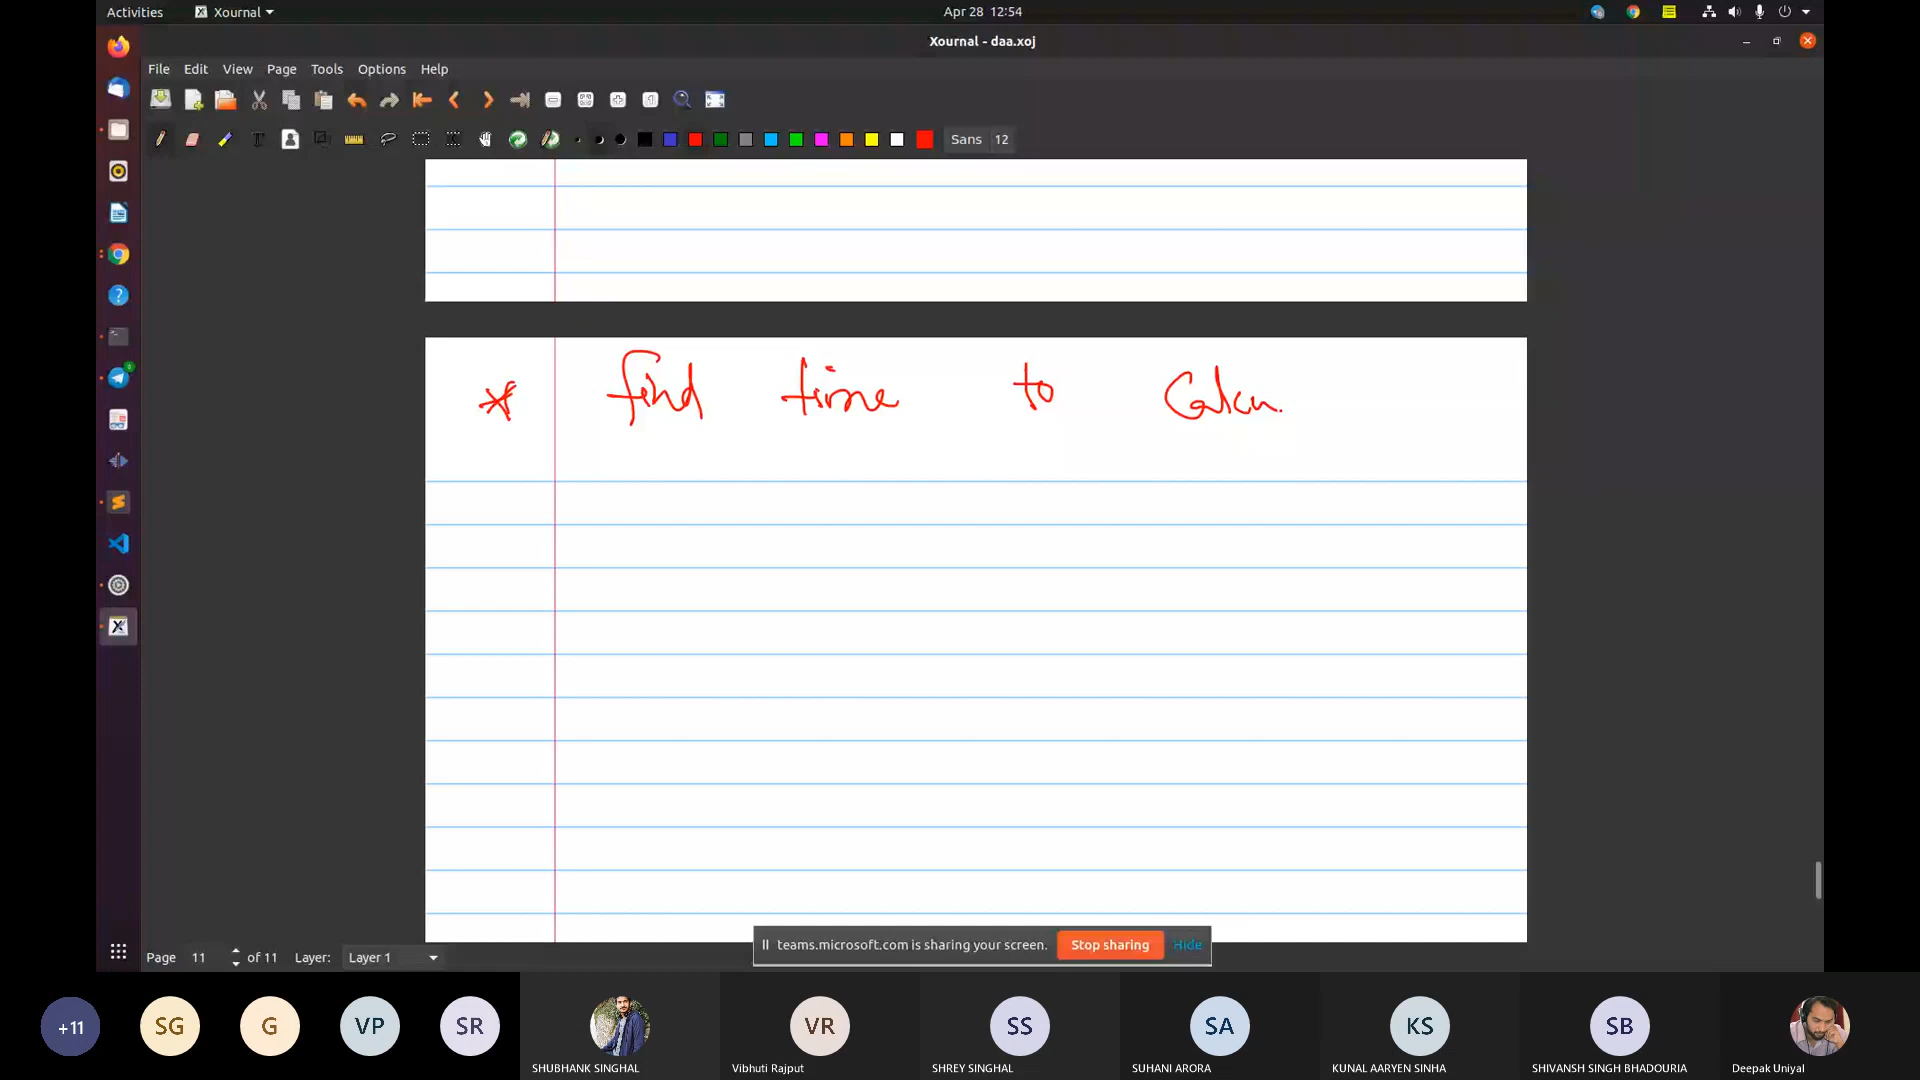 Activities Xournal Apr 28 12:54
Xournal - daa.xoj
File Edit View Page Tools Options Help
Sans 12
* find time to Calcu.
teams.microsoft.com is sharing your screen. Stop sharing Hide
Page 11 of 11 Layer: Layer 1
+11 SG G VP SR VR SS SA KS SB
SHUBHANK SINGHAL Vibhuti Rajput SHREY SINGHAL SUHANI ARORA KUNAL AARYEN SINHA SHIVANSH SINGH BHADOURIA Deepak Uniyal